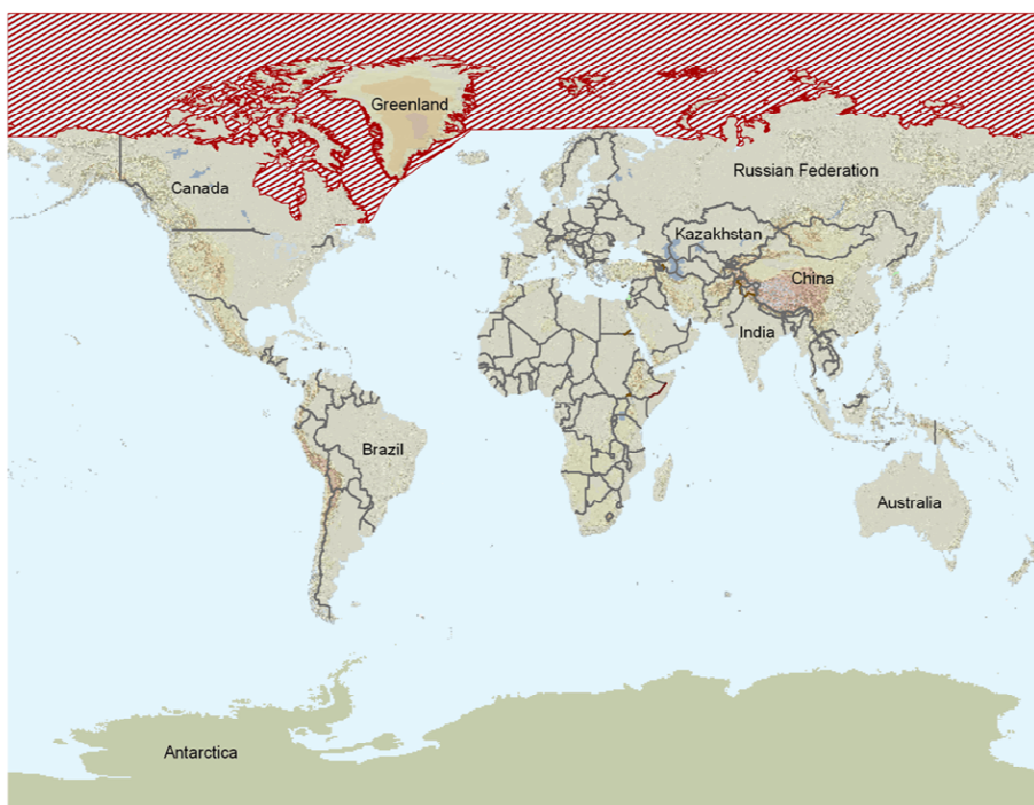 Greenland
Russian Federation
Canada
Kazakhstan
China
India
Brazil
Australia
Antarctica